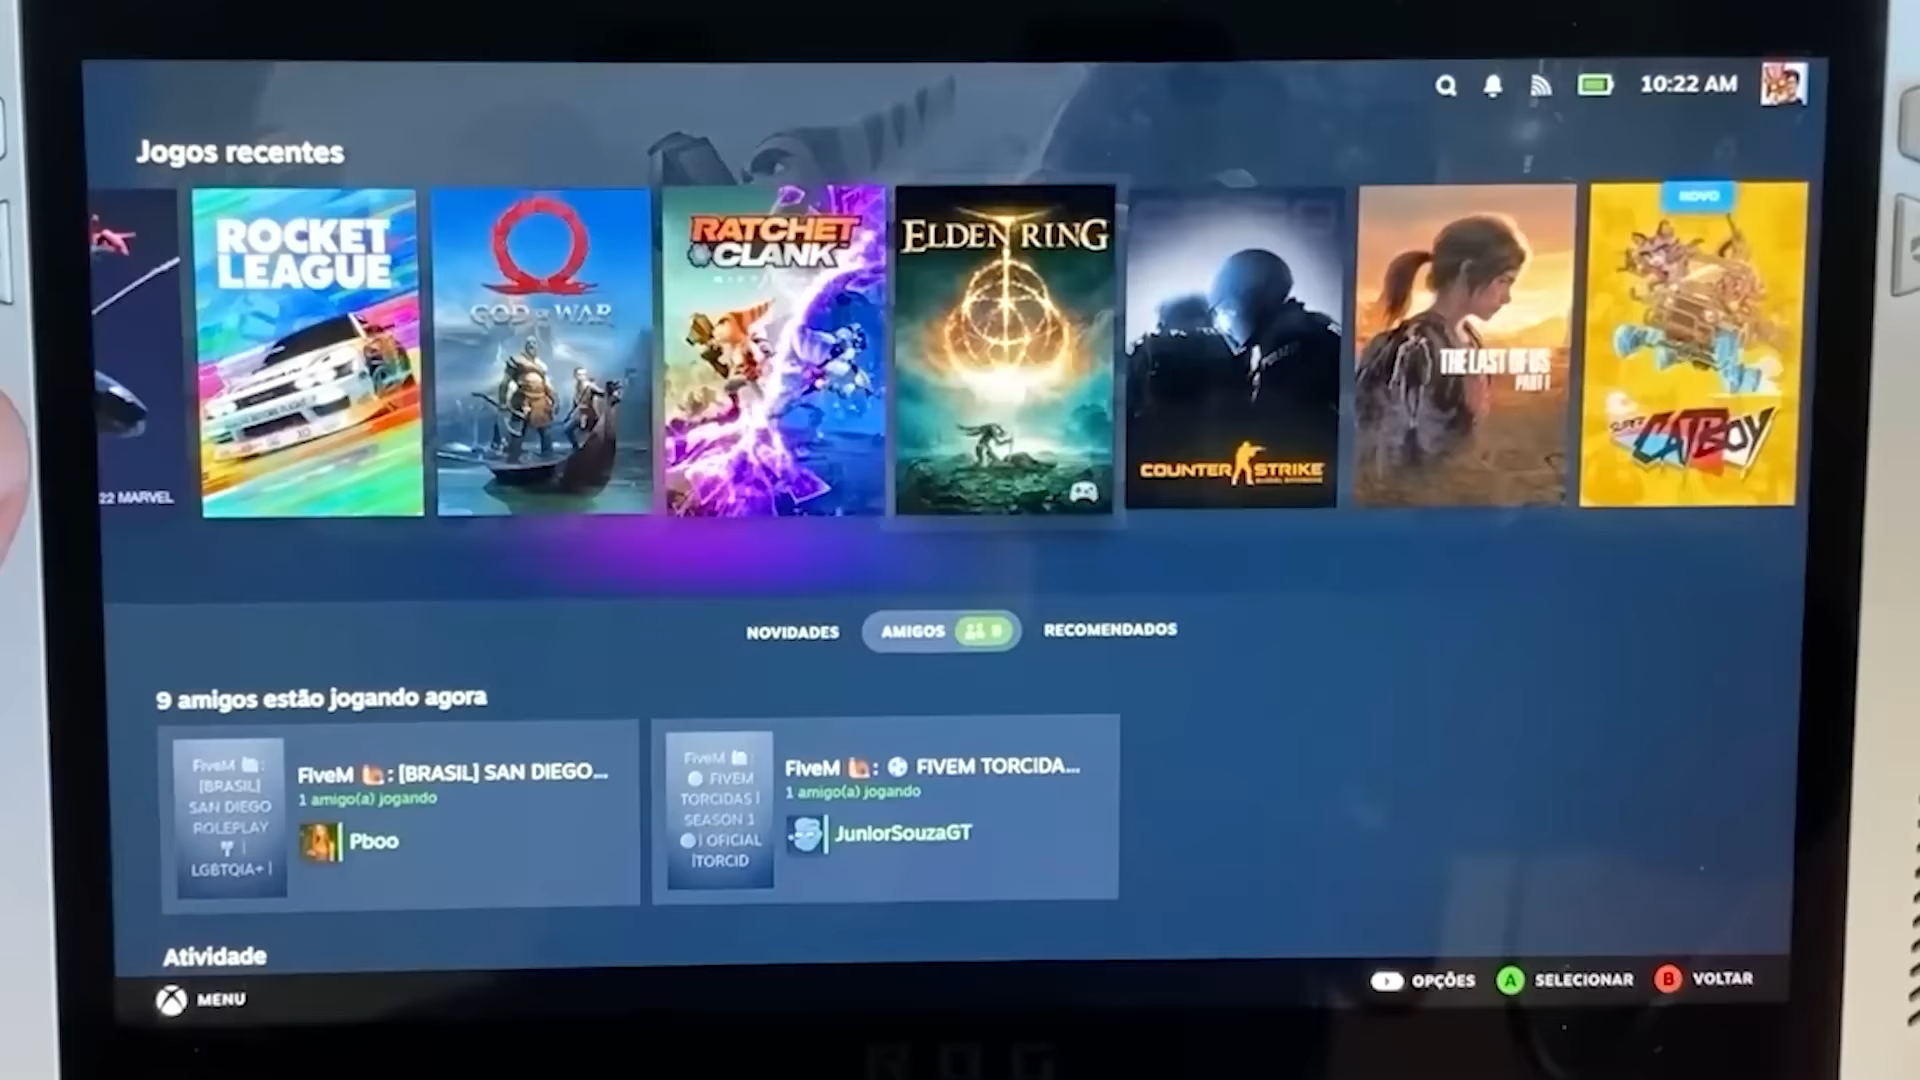 10:22 AM
Jogos recentes
22 MARVEL
ROCKET
LEAGUE
GOD OF WAR
RATCHET
CLANK
ELDEN RING
COUNTER STRIKE
THE LAST OF US
PART I
NOVO
SUPER
CATBOY
NOVIDADES
AMIGOS
RECOMENDADOS
9 amigos estão jogando agora
FiveM :
[BRASIL]
SAN DIEGO
ROLEPLAY
LGBTQIA+ |
FiveM : [BRASIL] SAN DIEGO...
1 amigo(a) jogando
Pboo
FiveM :
FIVEM
TORCIDAS |
SEASON 1
| OFICIAL
|TORCID
FiveM : ⚽ FIVEM TORCIDA...
1 amigo(a) jogando
JuniorSouzaGT
Atividade
MENU
OPÇÕES
A SELECIONAR
B VOLTAR
ROG